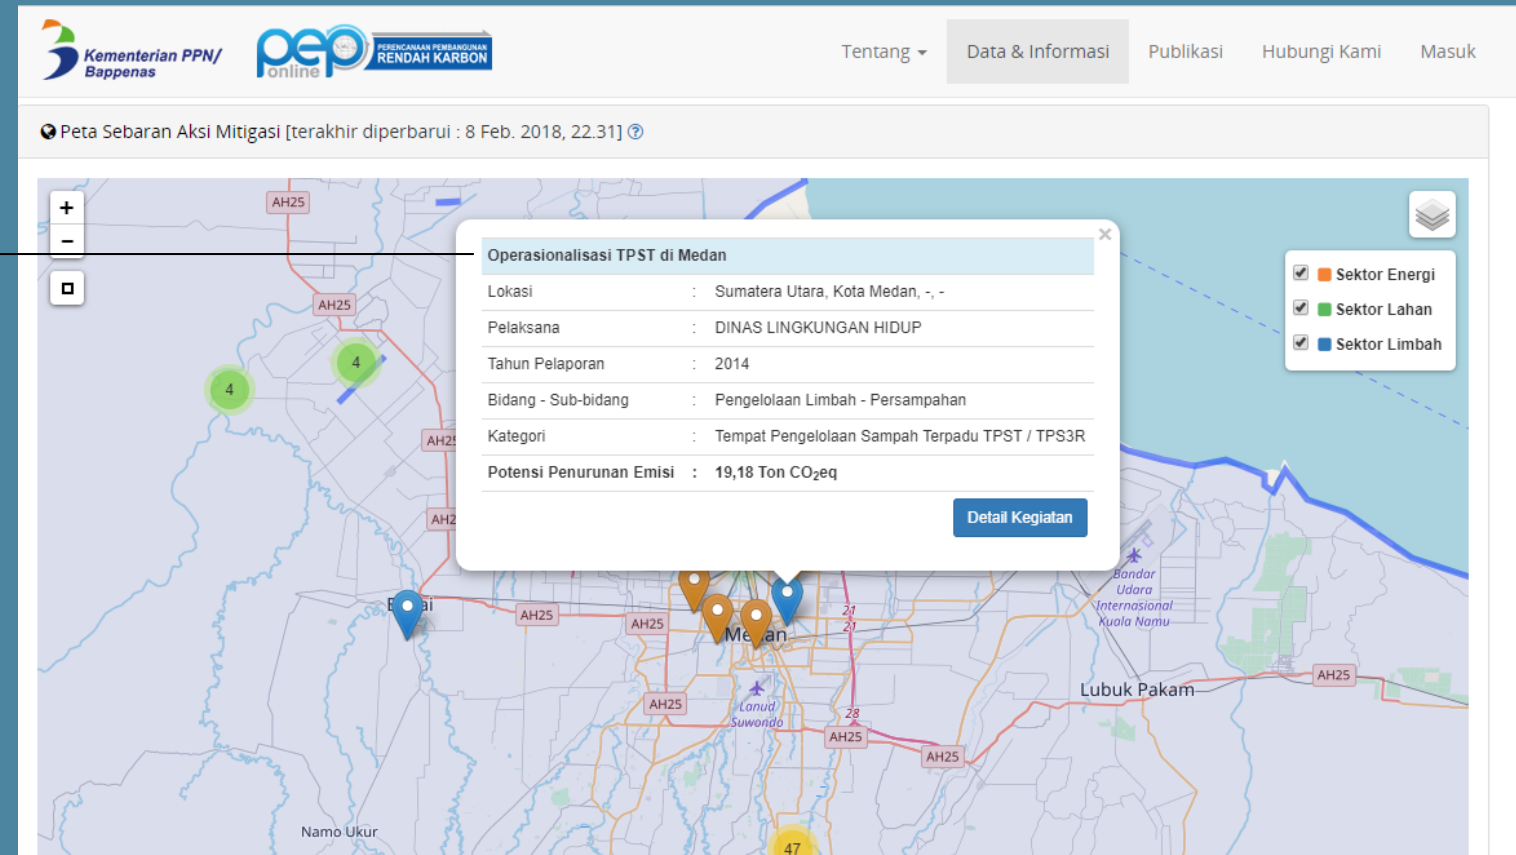 Kementerian PPN/
Bappenas
pep
online
PERENCANAAN PEMBANGUNAN
RENDAH KARBON
Tentang
Data & Informasi
Publikasi
Hubungi Kami
Masuk
Peta Sebaran Aksi Mitigasi [terakhir diperbarui : 8 Feb. 2018, 22.31]
+
−
AH25
×
Operasionalisasi TPST di Medan
Lokasi : Sumatera Utara, Kota Medan, -, -
Pelaksana : DINAS LINGKUNGAN HIDUP
Tahun Pelaporan : 2014
Bidang - Sub-bidang : Pengelolaan Limbah - Persampahan
Kategori : Tempat Pengelolaan Sampah Terpadu TPST / TPS3R
Potensi Penurunan Emisi : 19,18 Ton CO₂eq
Detail Kegiatan
Sektor Energi
Sektor Lahan
Sektor Limbah
AH25
4
4
AH25
AH2
Bandar
Udara
Internasional
Kuala Namu
AH25
AH25
21
21
Lubuk Pakam
AH25
AH25
Lanud
Suwondo
28
AH25
AH25
Namo Ukur
47